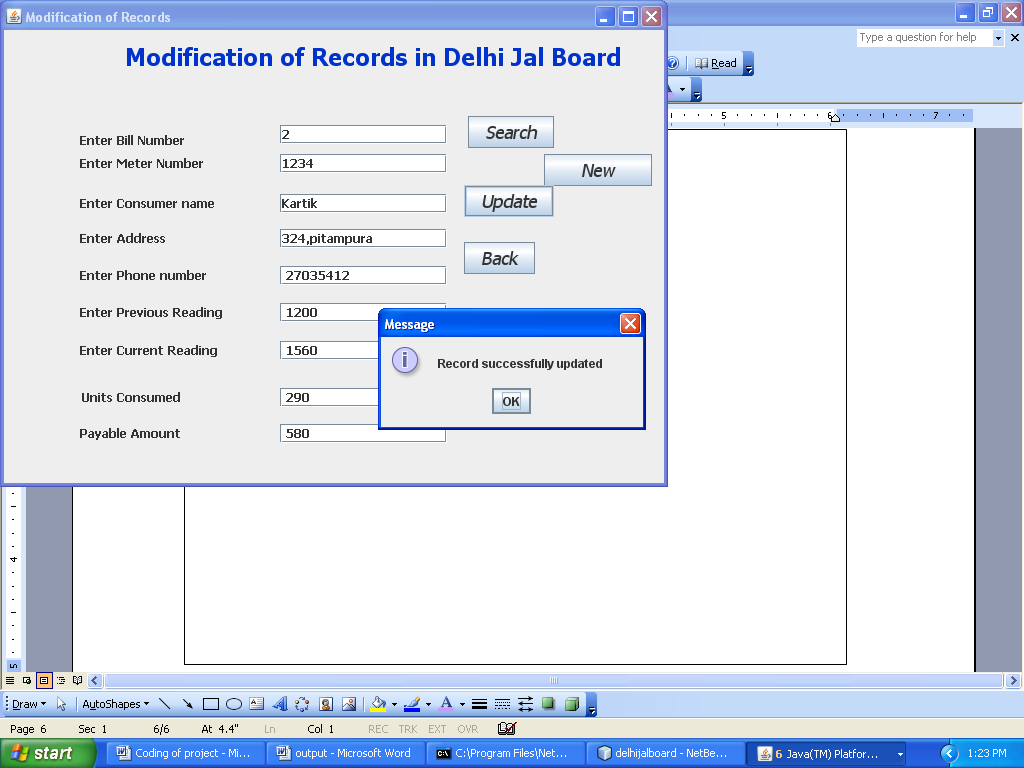 Modification of Records
Type a question for help
Modification of Records in Delhi Jal Board
Read
5 6 7
Enter Bill Number 2 Search
Enter Meter Number 1234 New
Enter Consumer name Kartik Update
Enter Address 324,pitampura Back
Enter Phone number 27035412
Enter Previous Reading 1200
Message
Enter Current Reading 1560
Record successfully updated
Units Consumed 290
OK
Payable Amount 580
4
5
Draw AutoShapes
Page 6 Sec 1 6/6 At 4.4" Ln Col 1 REC TRK EXT OVR
start Coding of project - Mi... output - Microsoft Word C:\Program Files\Net... delhijalboard - NetBe... 6 Java(TM) Platfor... 1:23 PM